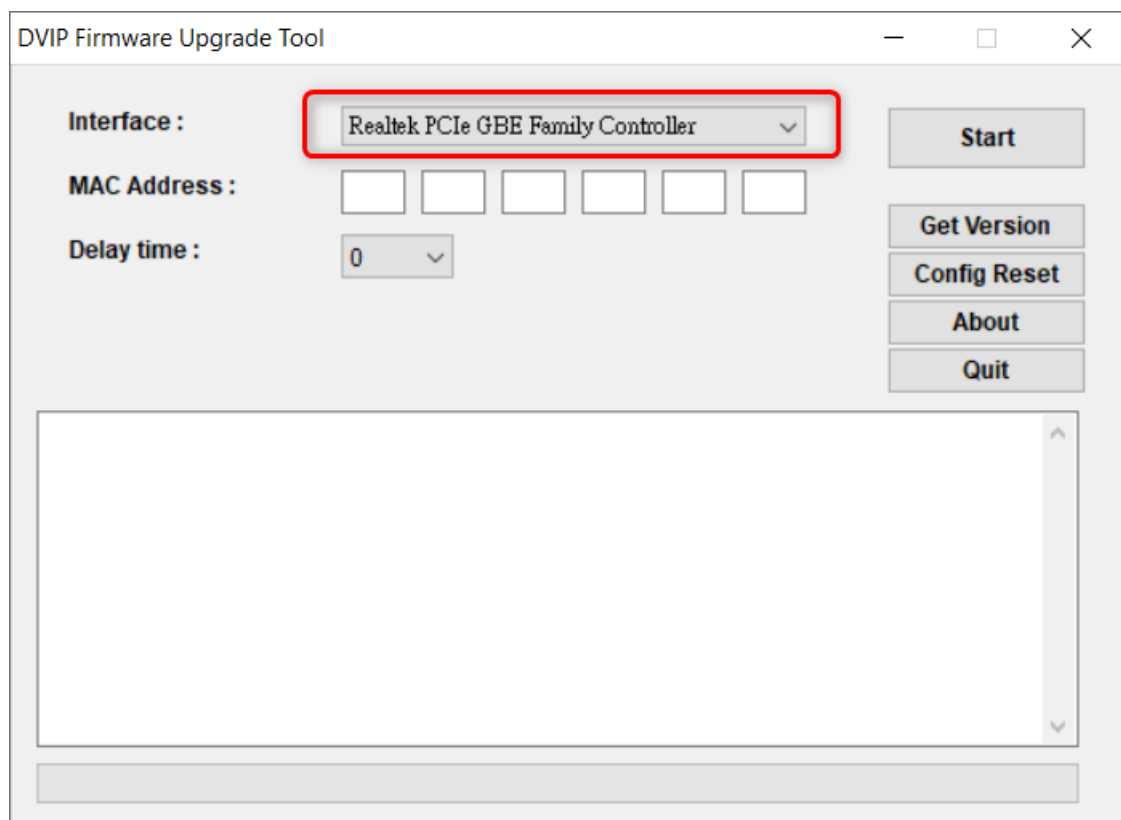 DVIP Firmware Upgrade Tool
Interface :
Realtek PCIe GBE Family Controller
Start
MAC Address :
Get Version
Delay time :
0
Config Reset
About
Quit